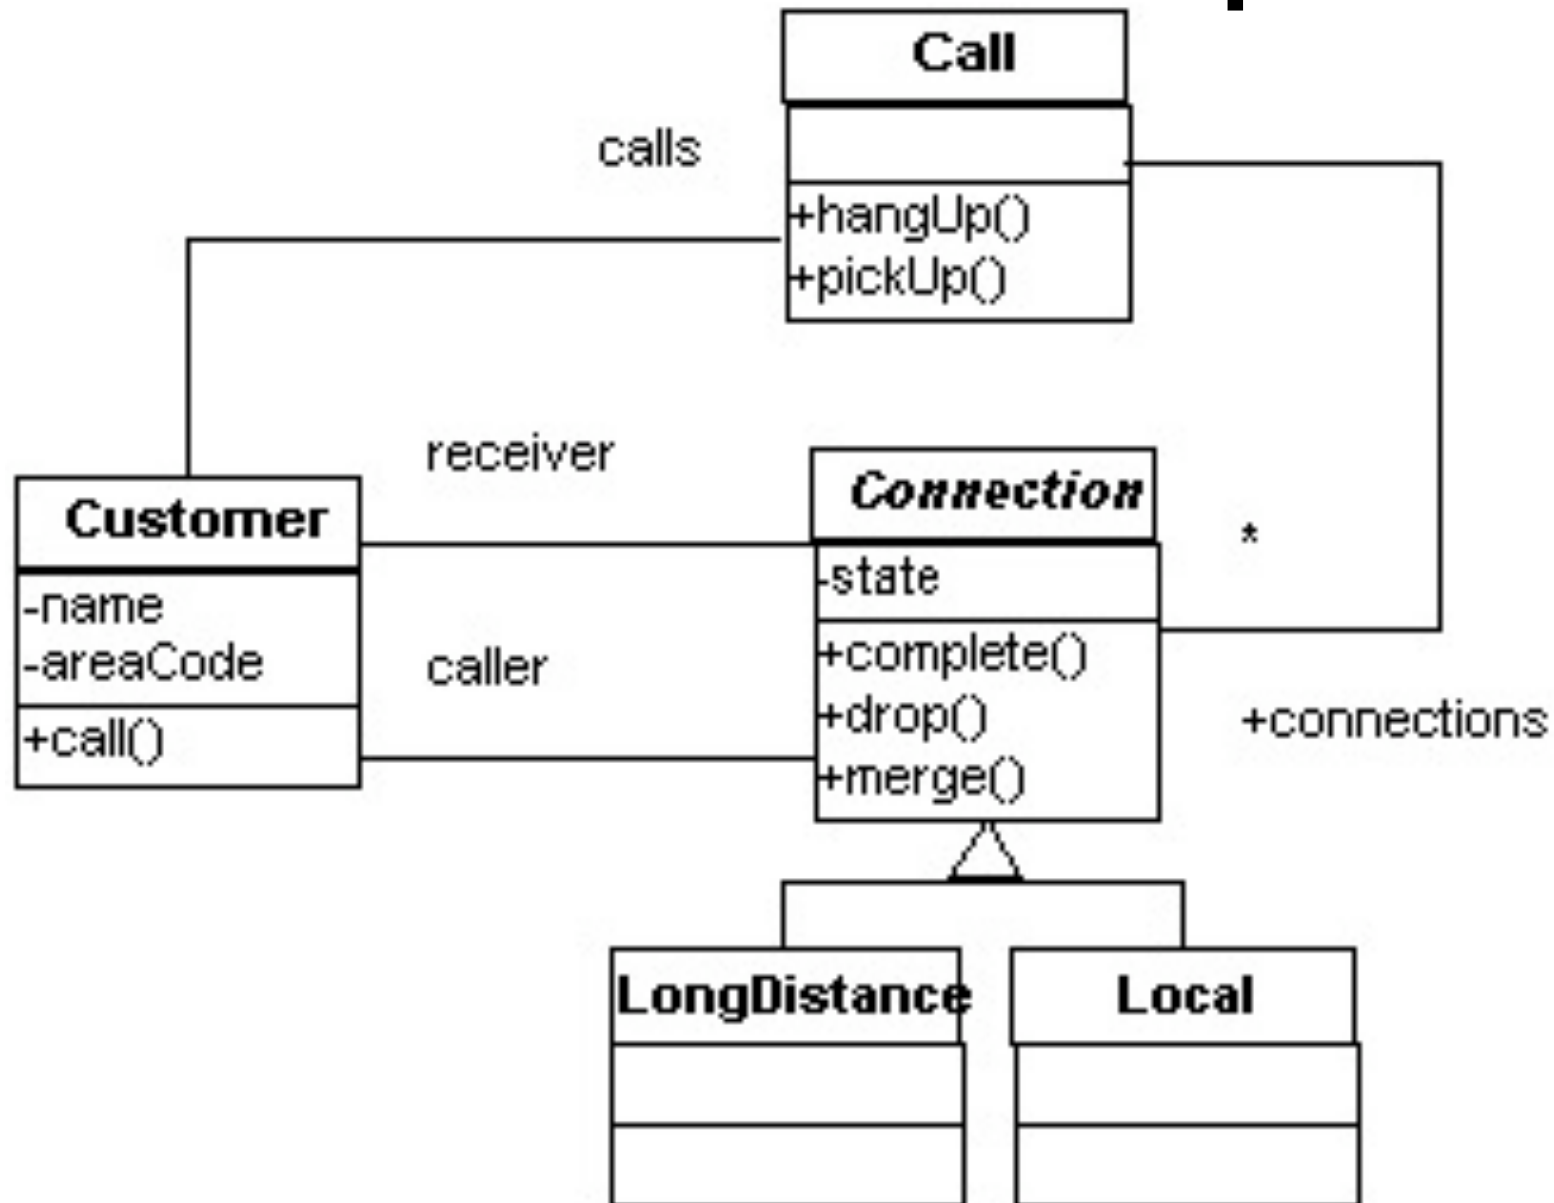 Call
calls
+hangUp()
+pickUp()
receiver
Customer
-name
-areaCode
+call()
caller
Connection
-state
+complete()
+drop()
+merge()
*
+connections
LongDistance
Local